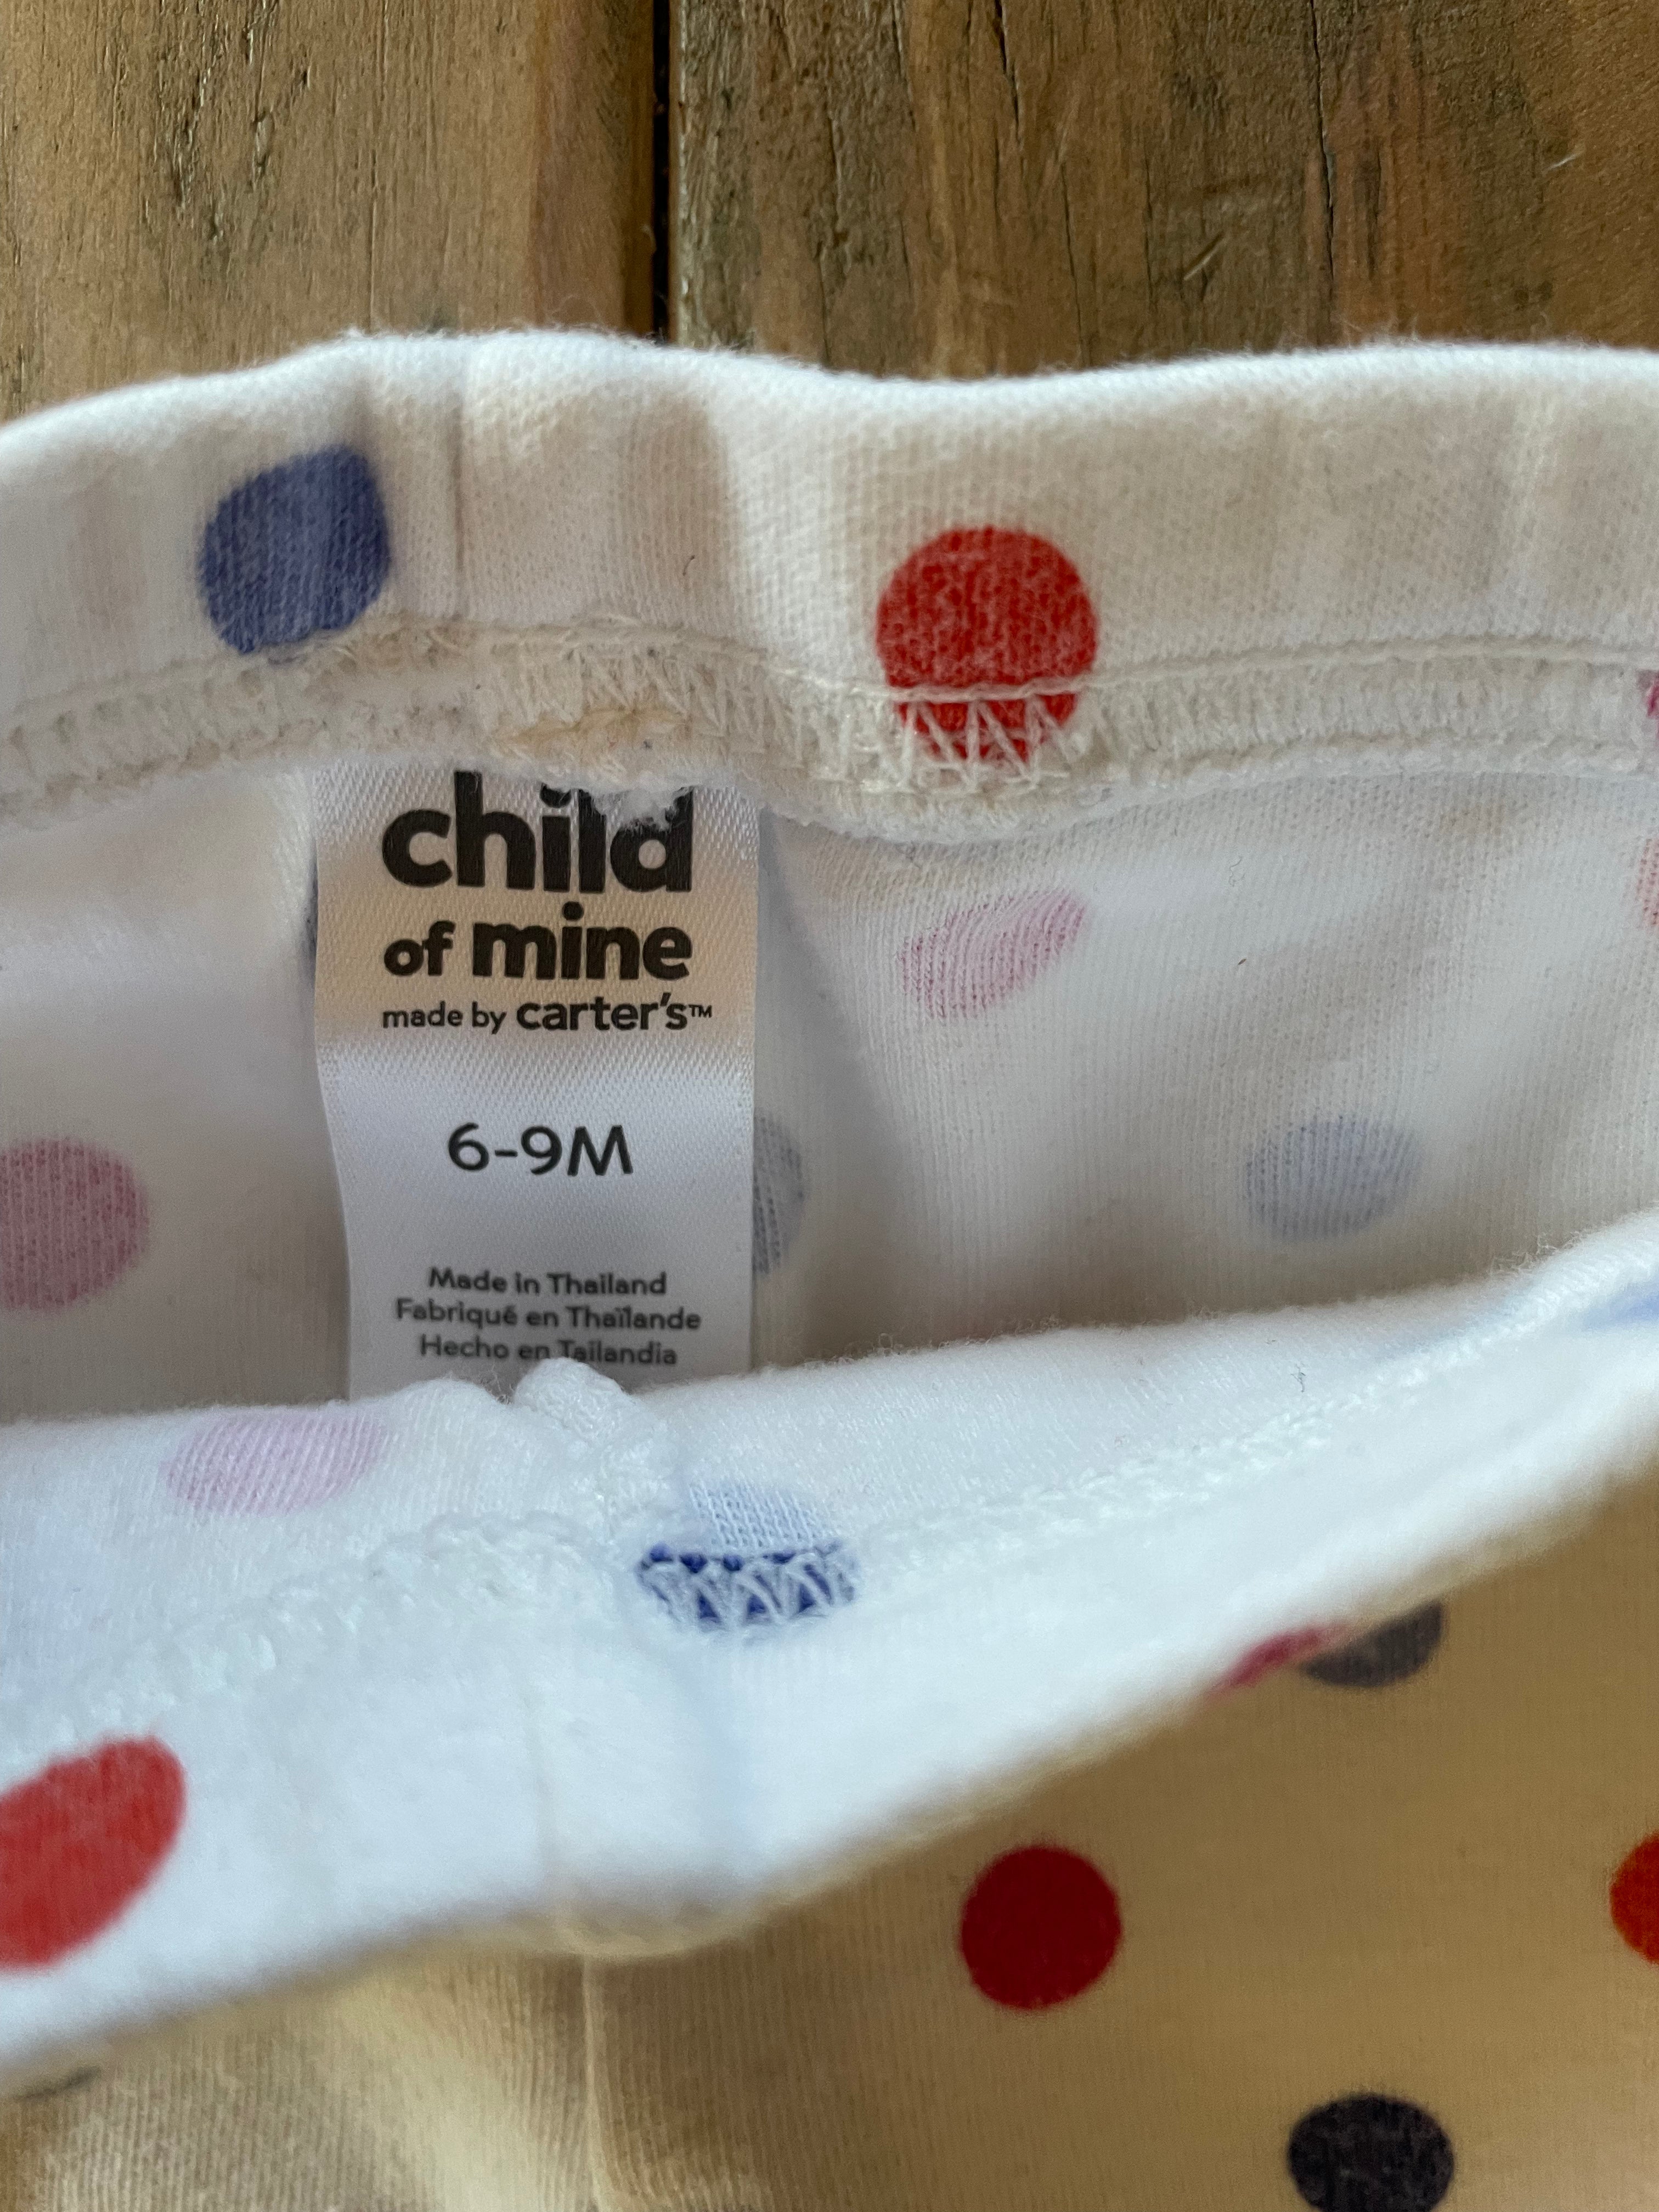 child
of mine
made by carter's™
6-9M
Made in Thailand
Fabriqué en Thaïlande
Hecho en Tailandia